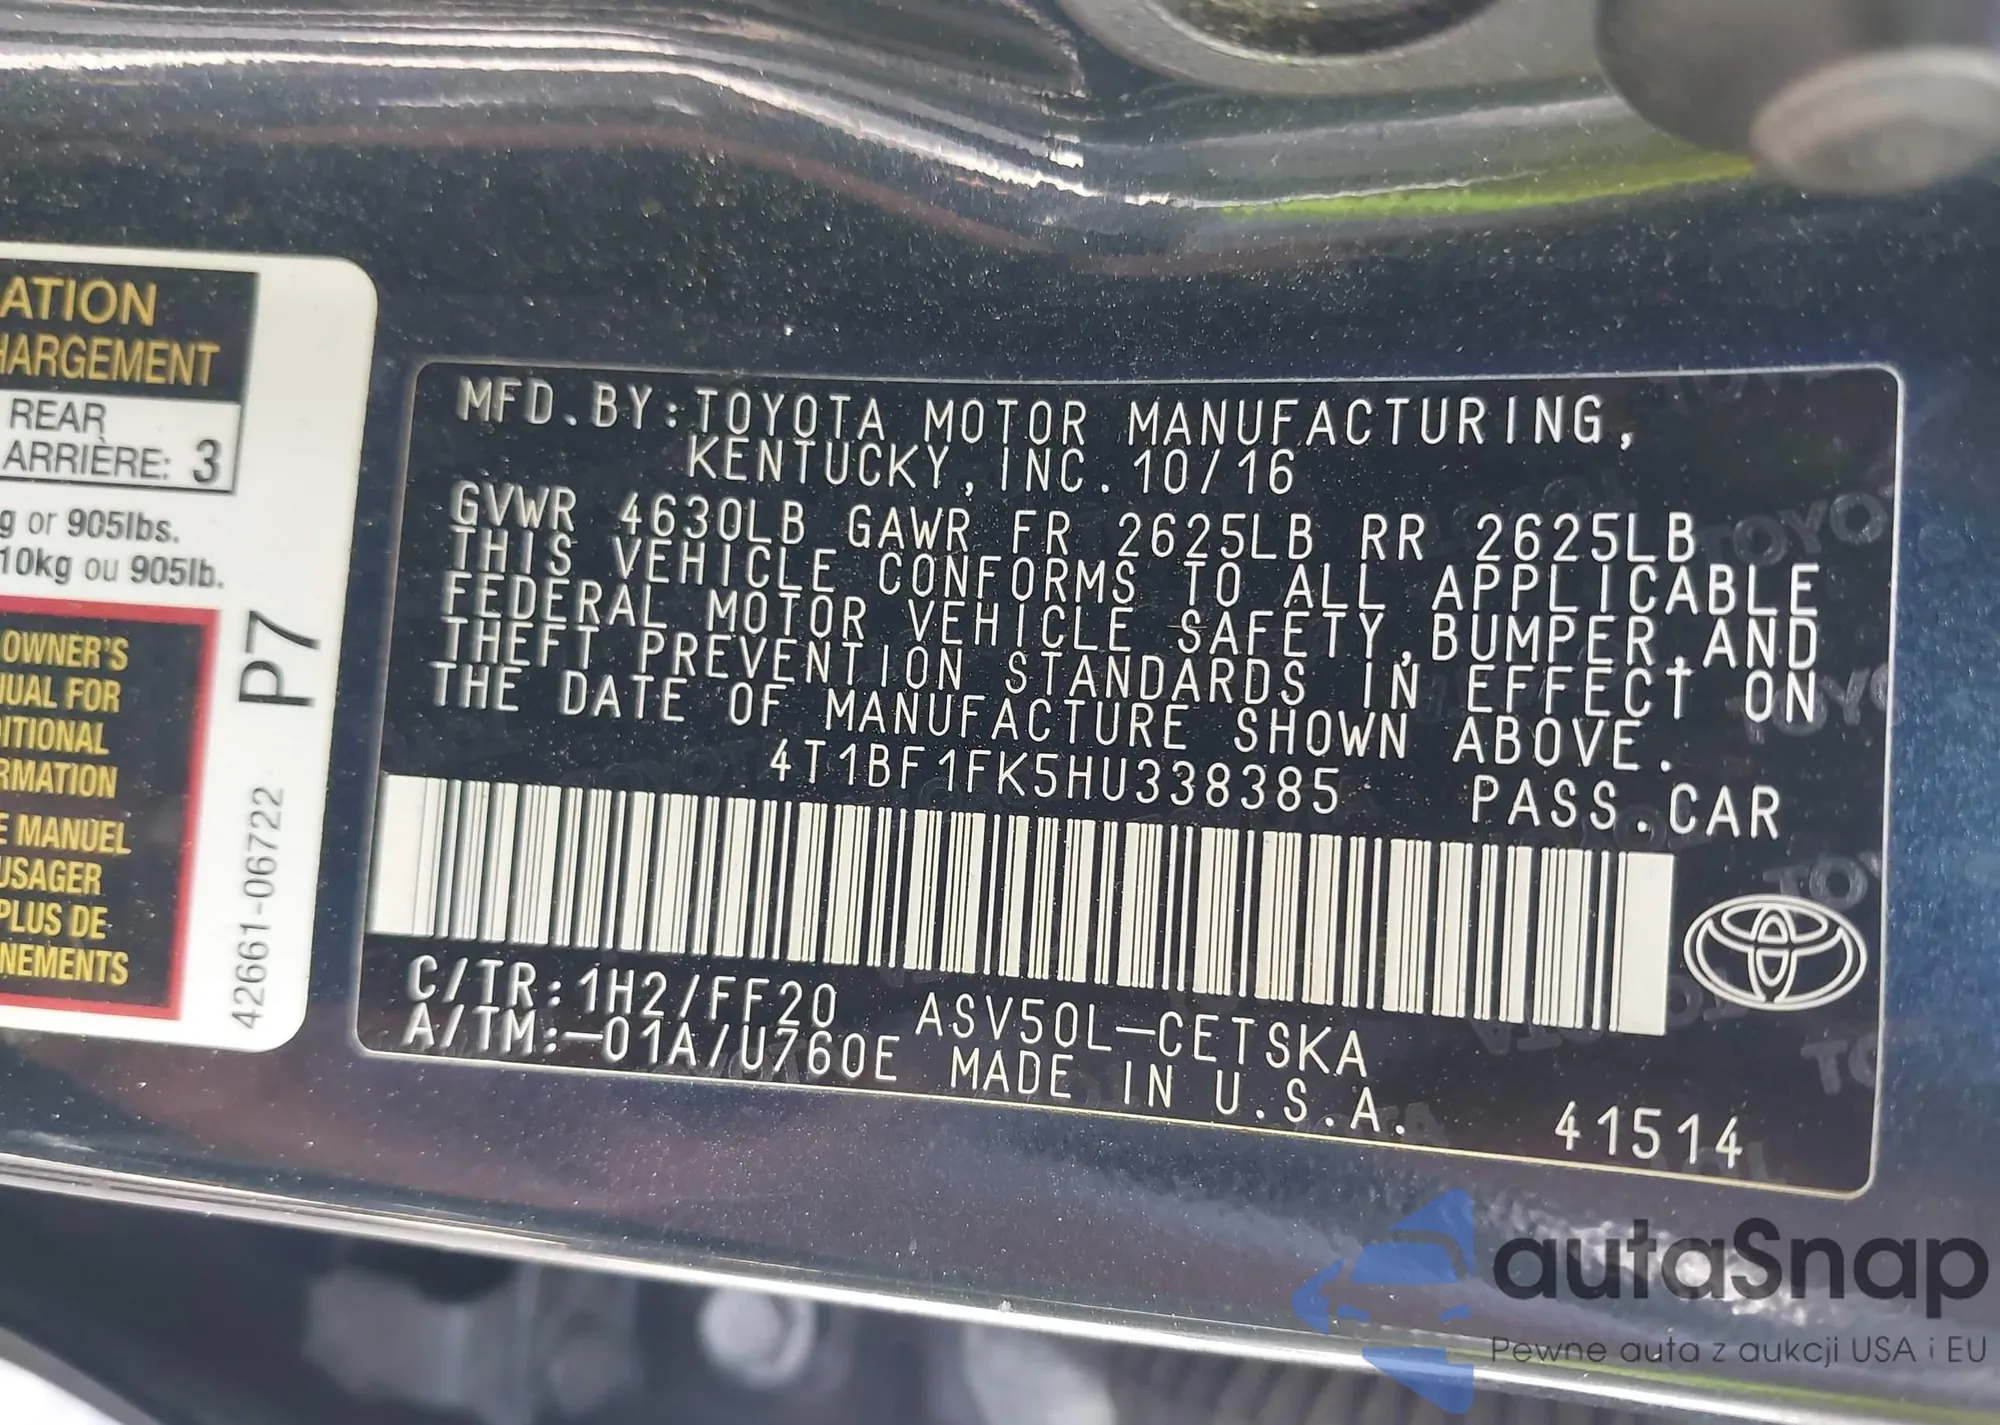 ATION
HARGEMENT
REAR
ARRIÈRE: 3
g or 905lbs.
10kg ou 905lb.
OWNER'S
UAL FOR
ITIONAL
RMATION
E MANUEL
USAGER
PLUS DE
NEMENTS
P7
42661-06722
MFD.BY:TOYOTA MOTOR MANUFACTURING,
KENTUCKY,INC.10/16
GVWR 4630LB GAWR FR 2625LB RR 2625LB
THIS VEHICLE CONFORMS TO ALL APPLICABLE
FEDERAL MOTOR VEHICLE SAFETY,BUMPER,AND
THEFT PREVENTION STANDARDS IN EFFECT ON
THE DATE OF MANUFACTURE SHOWN ABOVE.
4T1BF1FK5HU338385 PASS.CAR
C/TR:1H2/FF20 ASV50L-CETSKA
A/TM:-01A/U760E MADE IN U.S.A.
41514
autaSnap
Pewne auta z aukcji USA i EU